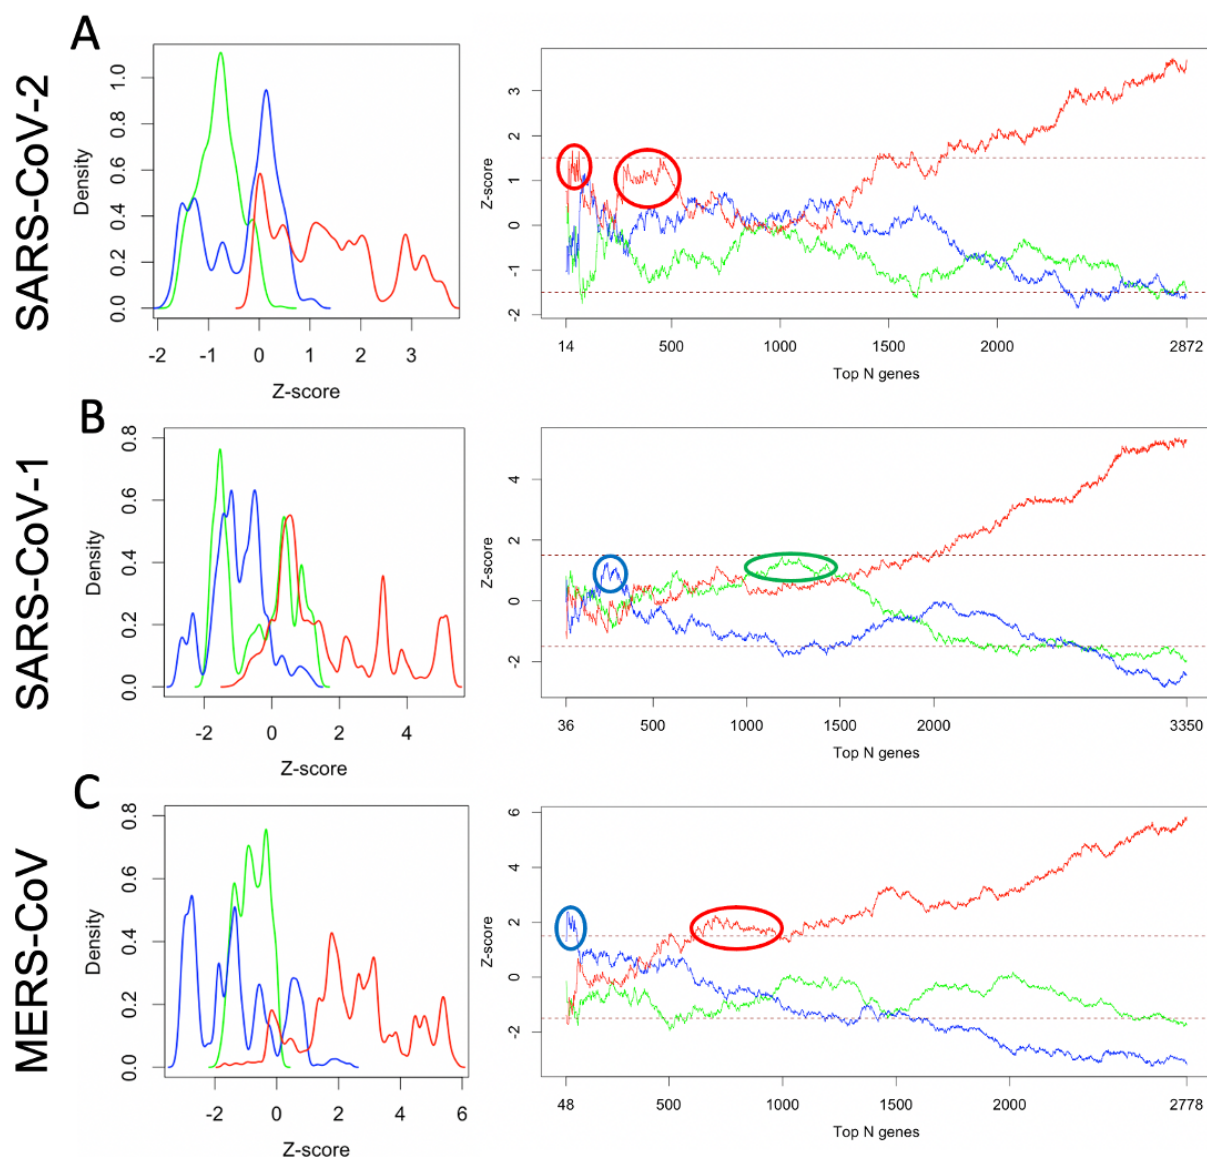 A
SARS-CoV-2
Density
0.0 0.2 0.4 0.6 0.8 1.0
-2 -1 0 1 2 3
Z-score
Z-score
-2 -1 0 1 2 3
14 500 1000 1500 2000 2872
Top N genes
B
SARS-CoV-1
Density
0.0 0.2 0.4 0.6 0.8
-2 0 2 4
Z-score
Z-score
-2 0 2 4
36 500 1000 1500 2000 3350
Top N genes
C
MERS-CoV
Density
0.0 0.2 0.4 0.6 0.8
-2 0 2 4 6
Z-score
Z-score
-2 0 2 4 6
48 500 1000 1500 2000 2778
Top N genes